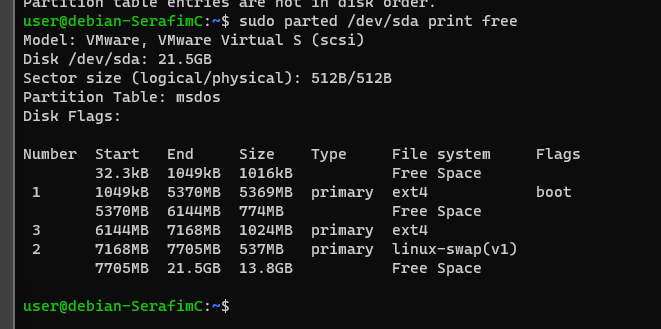 Partition table entries are not in disk order.
user@debian-SerafimC:~$ sudo parted /dev/sda print free
Model: VMware, VMware Virtual S (scsi)
Disk /dev/sda: 21.5GB
Sector size (logical/physical): 512B/512B
Partition Table: msdos
Disk Flags:

Number  Start   End     Size    Type     File system     Flags
        32.3kB  1049kB  1016kB           Free Space
 1      1049kB  5370MB  5369MB  primary  ext4            boot
        5370MB  6144MB  774MB            Free Space
 3      6144MB  7168MB  1024MB  primary  ext4
 2      7168MB  7705MB  537MB   primary  linux-swap(v1)
        7705MB  21.5GB  13.8GB           Free Space

user@debian-SerafimC:~$